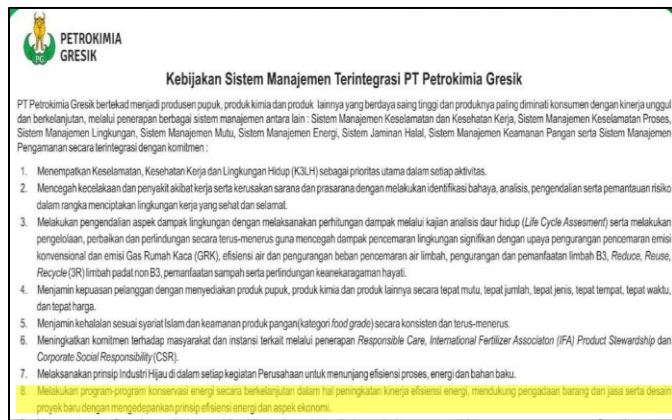 PETROKIMIA
GRESIK
PG
Kebijakan Sistem Manajemen Terintegrasi PT Petrokimia Gresik
PT Petrokimia Gresik bertekad menjadi produsen pupuk, produk kimia dan produk lainnya yang berdaya saing tinggi dan produknya paling diminati konsumen dengan kinerja unggul
dan berkelanjutan, melalui penerapan berbagai sistem manajemen antara lain : Sistem Manajemen Keselamatan dan Kesehatan Kerja, Sistem Manajemen Keselamatan Proses,
Sistem Manajemen Lingkungan, Sistem Manajemen Mutu, Sistem Manajemen Energi, Sistem Jaminan Halal, Sistem Manajemen Keamanan Pangan serta Sistem Manajemen
Pengamanan secara terintegrasi dengan komitmen :
1. Menempatkan Keselamatan, Kesehatan Kerja dan Lingkungan Hidup (K3LH) sebagai prioritas utama dalam setiap aktivitas.
2. Mencegah kecelakaan dan penyakit akibat kerja serta kerusakan sarana dan prasarana dengan melakukan identifikasi bahaya, analisis, pengendalian serta pemantauan risiko
dalam rangka menciptakan lingkungan kerja yang sehat dan selamat.
3. Melakukan pengendalian aspek dampak lingkungan dengan melaksanakan perhitungan dampak melalui kajian analisis daur hidup (Life Cycle Assesment) serta melakukan
pengelolaan, perbaikan dan perlindungan secara terus-menerus guna mencegah dampak pencemaran lingkungan signifikan dengan upaya pengurangan pencemaran emisi
konvensional dan emisi Gas Rumah Kaca (GRK), efisiensi air dan pengurangan beban pencemaran air limbah, pengurangan dan pemanfaatan limbah B3, Reduce, Reuse,
Recycle (3R) limbah padat non B3, pemanfaatan sampah serta perlindungan keanekaragaman hayati.
4. Menjamin kepuasan pelanggan dengan menyediakan produk pupuk, produk kimia dan produk lainnya secara tepat mutu, tepat jumlah, tepat jenis, tepat tempat, tepat waktu,
dan tepat harga.
5. Menjamin kehalalan sesuai syariat Islam dan keamanan produk pangan(kategori food grade) secara konsisten dan terus-menerus.
6. Meningkatkan komitmen terhadap masyarakat dan instansi terkait melalui penerapan Responsible Care, International Fertilizer Associaton (IFA) Product Stewardship dan
Corporate Social Responsibility (CSR).
7. Melaksanakan prinsip Industri Hijau di dalam setiap kegiatan Perusahaan untuk menunjang efisiensi proses, energi dan bahan baku.
8. Melakukan program-program konservasi energi secara berkelanjutan dalam hal peningkatan kinerja efisiensi energi, mendukung pengadaan barang dan jasa serta desain
proyek baru dengan mengedepankan prinsip efisiensi energi dan aspek ekonomi.